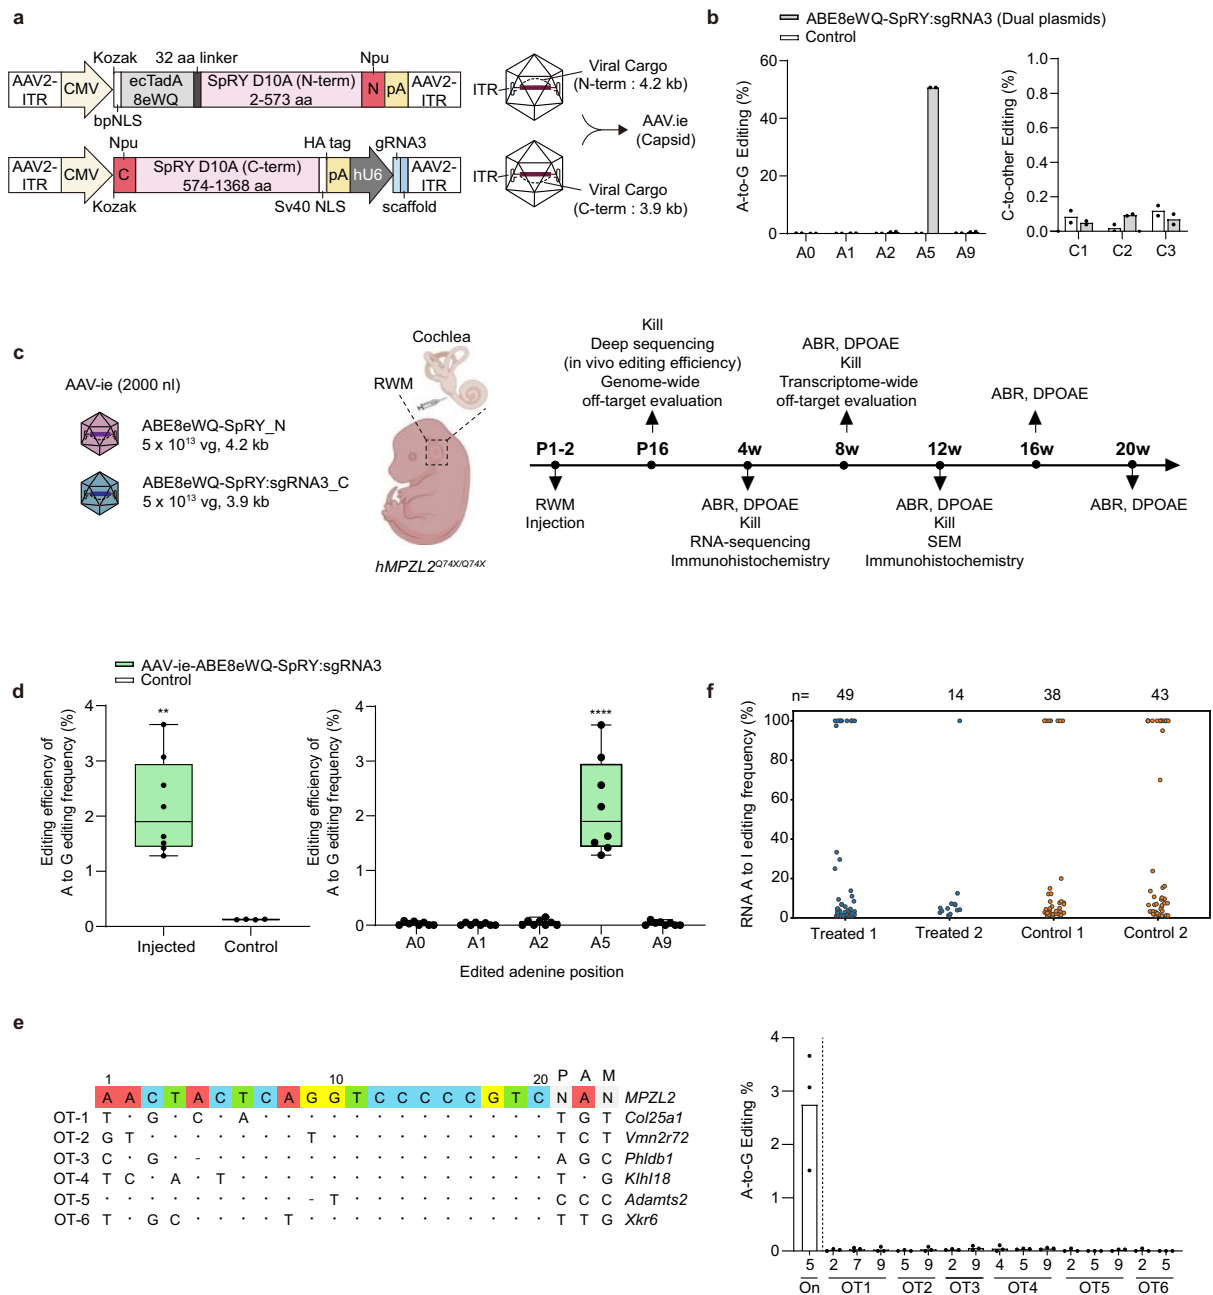 a
Kozak 32 aa linker Npu
AAV2-ITR CMV ecTadA 8eWQ SpRY D10A (N-term) 2-573 aa N pA AAV2-ITR
bpNLS
Npu HA tag gRNA3
AAV2-ITR CMV C SpRY D10A (C-term) 574-1368 aa pA hU6 AAV2-ITR
Kozak Sv40 NLS scaffold
ITR
Viral Cargo
(N-term : 4.2 kb)
AAV.ie
(Capsid)
ITR
Viral Cargo
(C-term : 3.9 kb)
b
ABE8eWQ-SpRY:sgRNA3 (Dual plasmids)
Control
A-to-G Editing (%)
60
40
20
0
A0 A1 A2 A5 A9
C-to-other Editing (%)
1.0
0.8
0.6
0.4
0.2
0.0
C1 C2 C3
c
AAV-ie (2000 nl)
ABE8eWQ-SpRY_N
5 x 10¹³ vg, 4.2 kb
ABE8eWQ-SpRY:sgRNA3_C
5 x 10¹³ vg, 3.9 kb
Cochlea
RWM
hMPZL2Q74X/Q74X
Kill
Deep sequencing
(in vivo editing efficiency)
Genome-wide
off-target evaluation
ABR, DPOAE
Kill
Transcriptome-wide
off-target evaluation
ABR, DPOAE
P1-2 P16 4w 8w 12w 16w 20w
RWM
Injection
ABR, DPOAE
Kill
RNA-sequencing
Immunohistochemistry
ABR, DPOAE
Kill
SEM
Immunohistochemistry
ABR, DPOAE
d
AAV-ie-ABE8eWQ-SpRY:sgRNA3
Control
Editing efficiency of
A to G editing frequency (%)
4
3
2
1
0
**
Injected Control
Editing efficiency of
A to G editing frequency (%)
4
3
2
1
0
****
A0 A1 A2 A5 A9
Edited adenine position
f
n= 49 14 38 43
RNA A to I editing frequency (%)
100
80
60
40
20
0
Treated 1 Treated 2 Control 1 Control 2
e
1 10 20 P A M
A A C T A C T C A G G T C C C C C G T C N A N MPZL2
OT-1 T · G · C · A · · · · · · · · · · · · · T G T Col25a1
OT-2 G T · · · · · · · T · · · · · · · · · · T C T Vmn2r72
OT-3 C · G · - · · · · · · · · · · · · · · · A G C Phldb1
OT-4 T C · A · T · · · · · · · · · · · · · · T · G Klhl18
OT-5 · · · · · · · · · - T · · · · · · · · · C C C Adamts2
OT-6 T · G C · · · · T · · · · · · · · · · · T T G Xkr6
A-to-G Editing %
4
3
2
1
0
5 2 7 9 5 9 2 9 4 5 9 2 5 9 2 5
On OT1 OT2 OT3 OT4 OT5 OT6